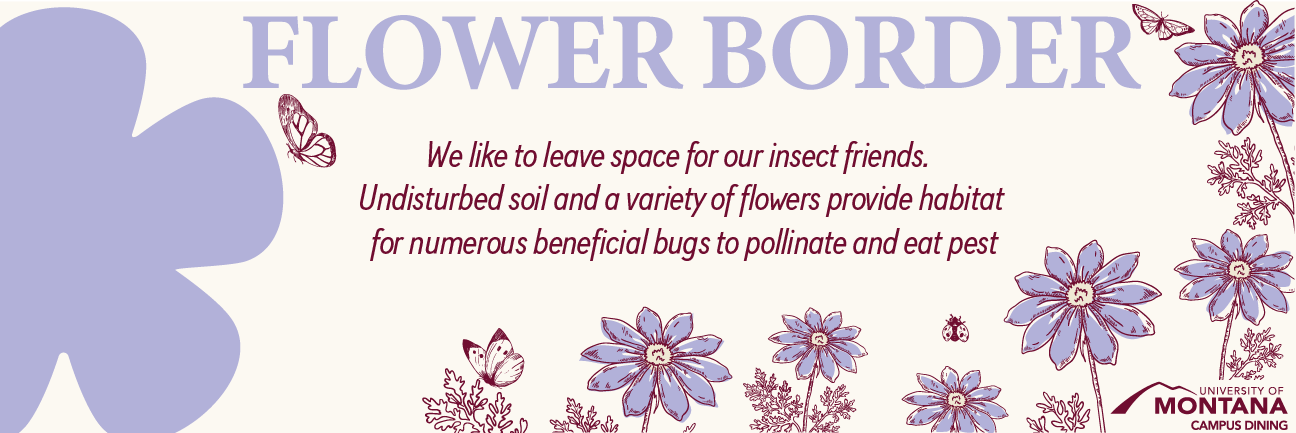 FLOWER BORDER
We like to leave space for our insect friends.
Undisturbed soil and a variety of flowers provide habitat
for numerous beneficial bugs to pollinate and eat pest
UNIVERSITY OF
MONTANA
CAMPUS DINING